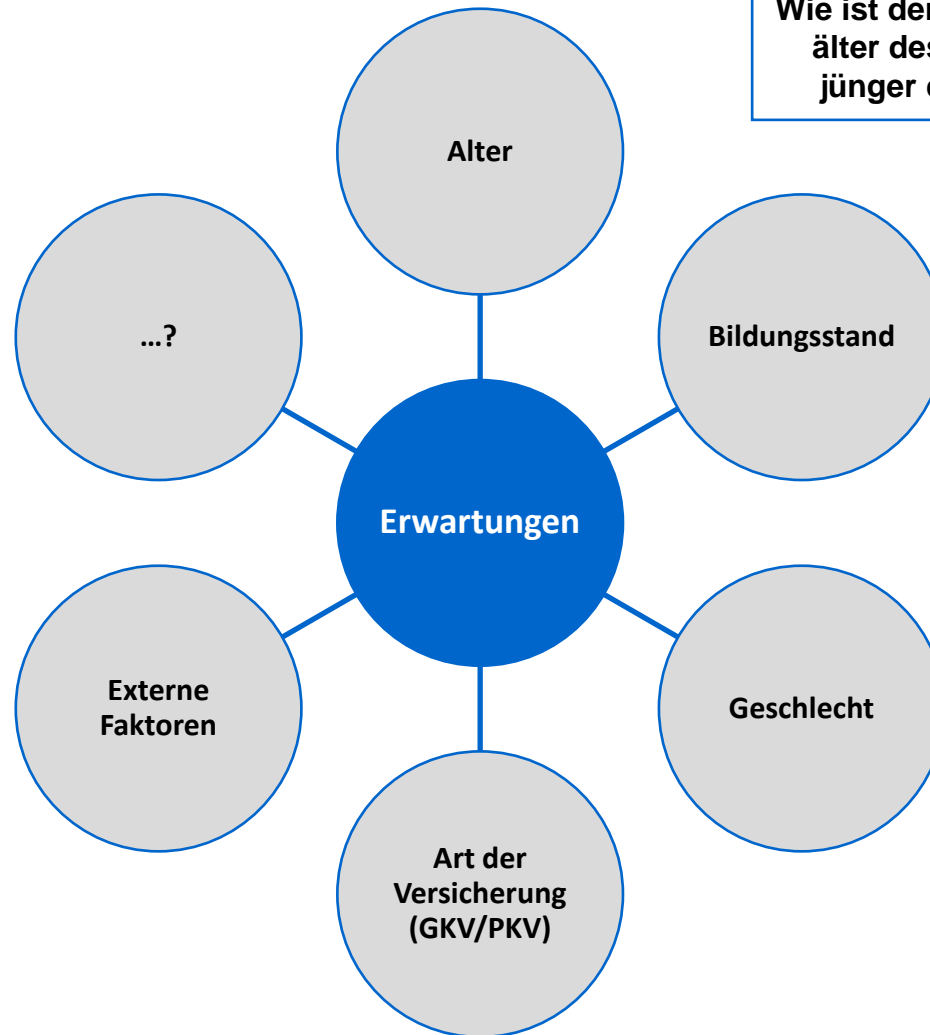 Wie ist der
älter des
jünger
Alter
...?
Bildungsstand
Erwartungen
Externe
Faktoren
Geschlecht
Art der
Versicherung
(GKV/PKV)